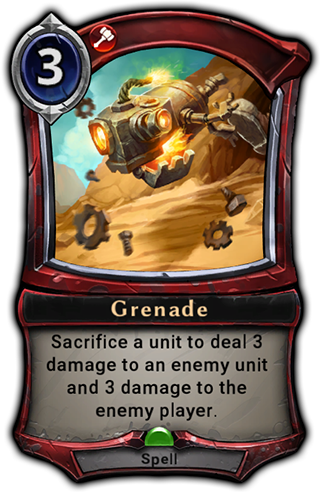 3
Grenade
Sacrifice a unit to deal 3
damage to an enemy unit
and 3 damage to the
enemy player.
Spell